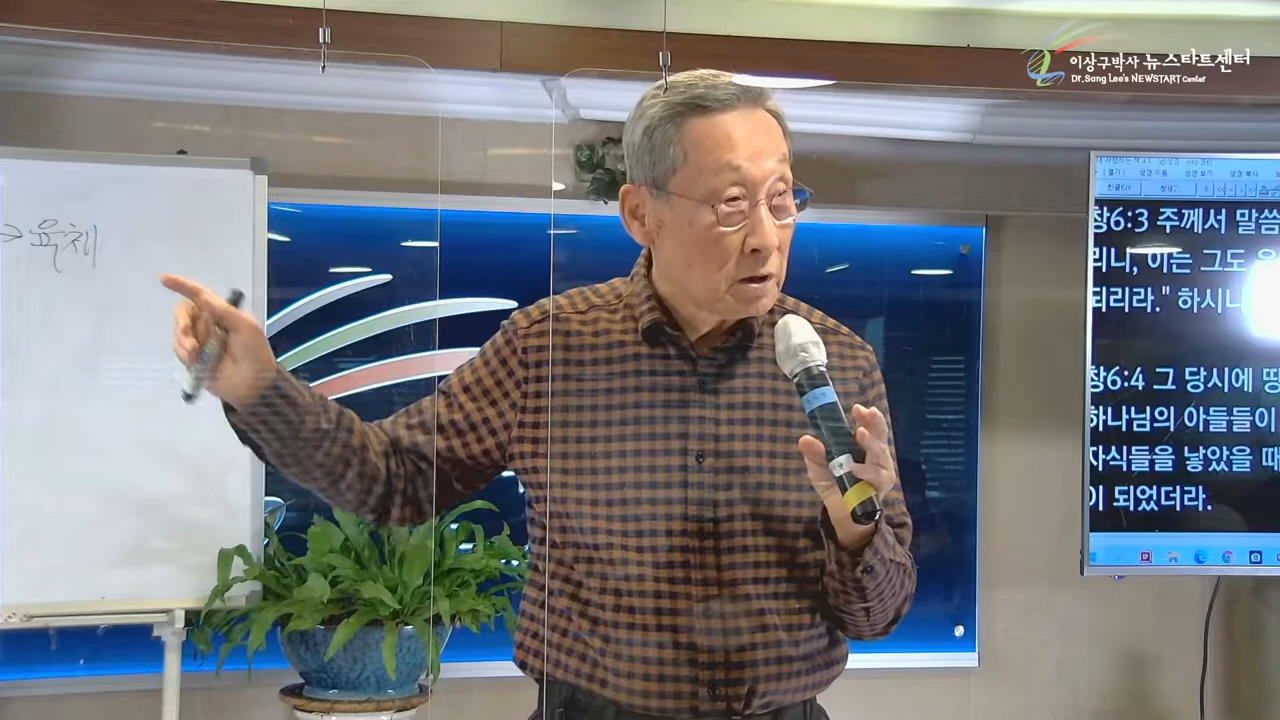 이상구박사 뉴스타트센터
Dr. Sang Lee's NEWSTART Center
→육체
창6:3 주께서 말씀
리니, 이는 그도
되리라." 하시니
창6:4 그 당시에 땅
하나님의 아들들이
자식들을 낳았을 때
이 되었더라.